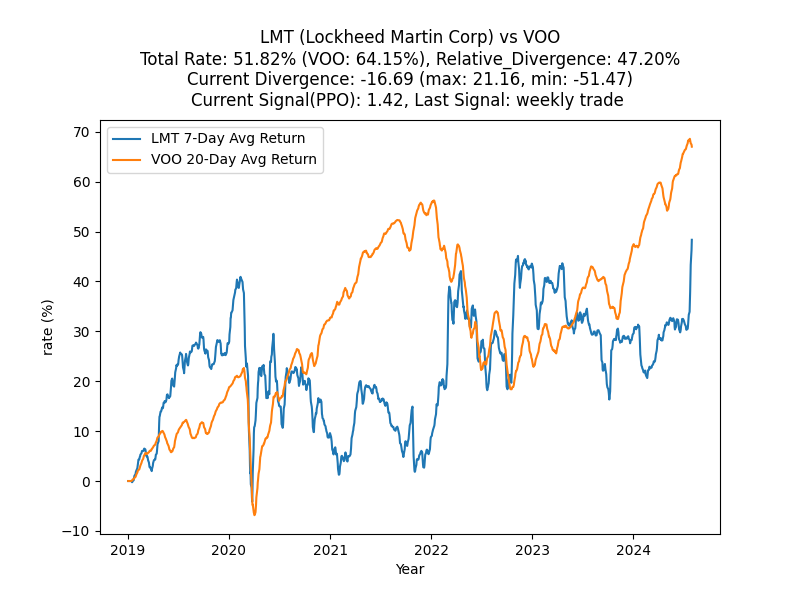 LMT (Lockheed Martin Corp) vs VOO
Total Rate: 51.82% (VOO: 64.15%), Relative_Divergence: 47.20%
Current Divergence: -16.69 (max: 21.16, min: -51.47)
Current Signal(PPO): 1.42, Last Signal: weekly trade
LMT 7-Day Avg Return
VOO 20-Day Avg Return
rate (%)
70
60
50
40
30
20
10
0
−10
2019
2020
2021
2022
2023
2024
Year